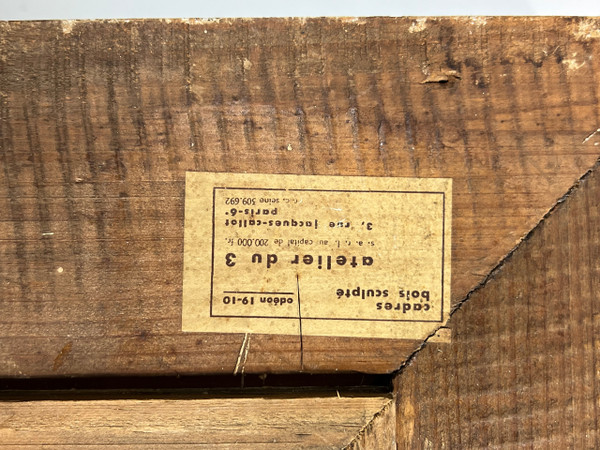 cadres
bois sculpté
odéon 19-10
atelier du 3
s. a. r. l. au capital de 200.000 fr.
3, rue jacques-callot
paris-6e
r. c. seine 309.692